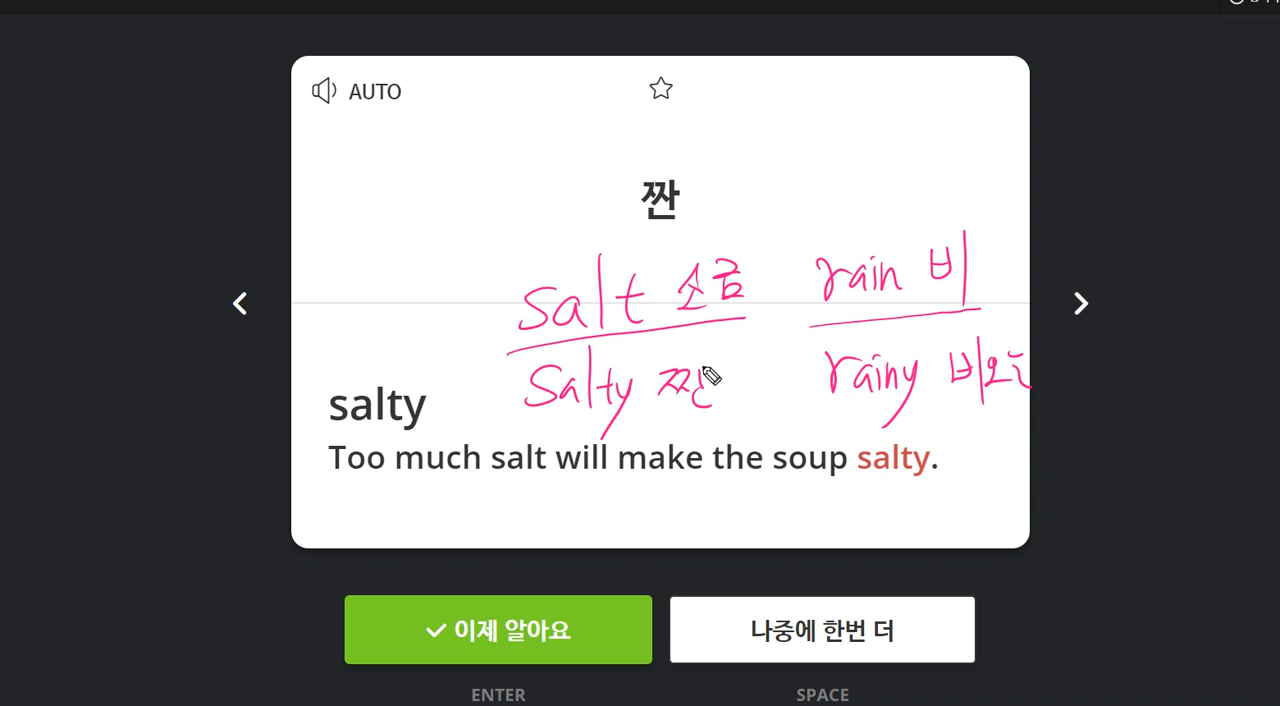 AUTO
짠
salt 소금
rain 비
salty 짠
rainy 비오는
salty
Too much salt will make the soup salty.
이제 알아요
나중에 한번 더
ENTER
SPACE